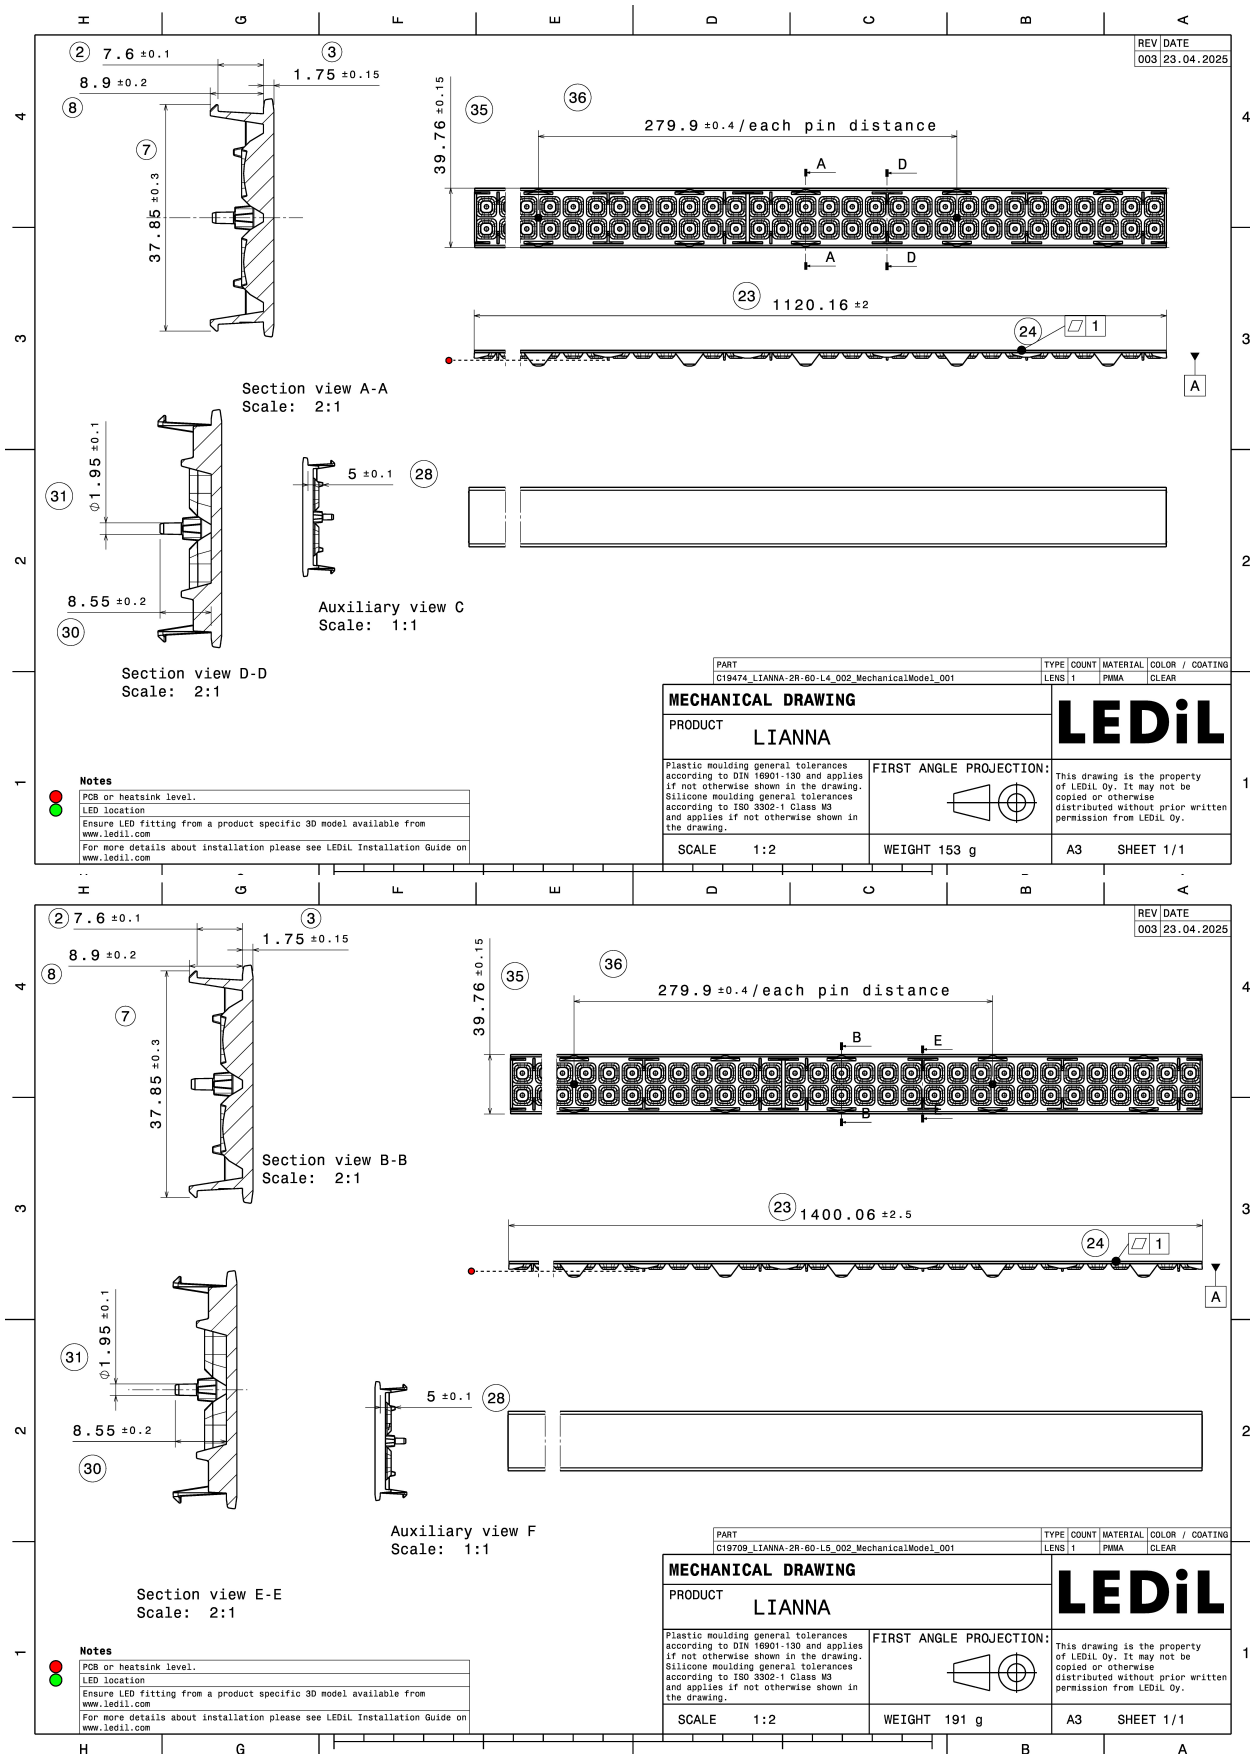 H G F E D C B A
REV DATE
003 23.04.2025
2 7.6 ±0.1 3
1.75 ±0.15
8.9 ±0.2
8
7
37.85 ±0.3
39.76 ±0.15
35 36
279.9 ±0.4/each pin distance
A D
A D
23 1120.16 ±2
24 1
A
4 4
3 3
2 2
1 1
Section view A-A
Scale: 2:1
31
Ø1.95 ±0.1
5 ±0.1 28
8.55 ±0.2
30
Auxiliary view C
Scale: 1:1
Section view D-D
Scale: 2:1
PART TYPE COUNT MATERIAL COLOR / COATING
C19474_LIANNA-2R-60-L4_002_MechanicalModel_001 LENS 1 PMMA CLEAR
MECHANICAL DRAWING
LEDiL
PRODUCT
LIANNA
Plastic moulding general tolerances
according to DIN 16901-130 and applies
if not otherwise shown in the drawing.
Silicone moulding general tolerances
according to ISO 3302-1 Class M3
and applies if not otherwise shown in
the drawing.
FIRST ANGLE PROJECTION:
This drawing is the property
of LEDiL Oy. It may not be
copied or otherwise
distributed without prior written
permission from LEDiL Oy.
SCALE 1:2 WEIGHT 153 g A3 SHEET 1/1
Notes
PCB or heatsink level.
LED location
Ensure LED fitting from a product specific 3D model available from
www.ledil.com
For more details about installation please see LEDiL Installation Guide on
www.ledil.com
H G F E D C B A
REV DATE
003 23.04.2025
2 7.6 ±0.1 3
1.75 ±0.15
8.9 ±0.2
8
7
37.85 ±0.3
39.76 ±0.15
35 36
279.9 ±0.4/each pin distance
B E
B
Section view B-B
Scale: 2:1
23 1400.06 ±2.5
24 1
A
4 4
3 3
2 2
1 1
31
Ø1.95 ±0.1
5 ±0.1 28
8.55 ±0.2
30
Auxiliary view F
Scale: 1:1
Section view E-E
Scale: 2:1
PART TYPE COUNT MATERIAL COLOR / COATING
C19709_LIANNA-2R-60-L5_002_MechanicalModel_001 LENS 1 PMMA CLEAR
MECHANICAL DRAWING
LEDiL
PRODUCT
LIANNA
Plastic moulding general tolerances
according to DIN 16901-130 and applies
if not otherwise shown in the drawing.
Silicone moulding general tolerances
according to ISO 3302-1 Class M3
and applies if not otherwise shown in
the drawing.
FIRST ANGLE PROJECTION:
This drawing is the property
of LEDiL Oy. It may not be
copied or otherwise
distributed without prior written
permission from LEDiL Oy.
SCALE 1:2 WEIGHT 191 g A3 SHEET 1/1
Notes
PCB or heatsink level.
LED location
Ensure LED fitting from a product specific 3D model available from
www.ledil.com
For more details about installation please see LEDiL Installation Guide on
www.ledil.com
H G B A